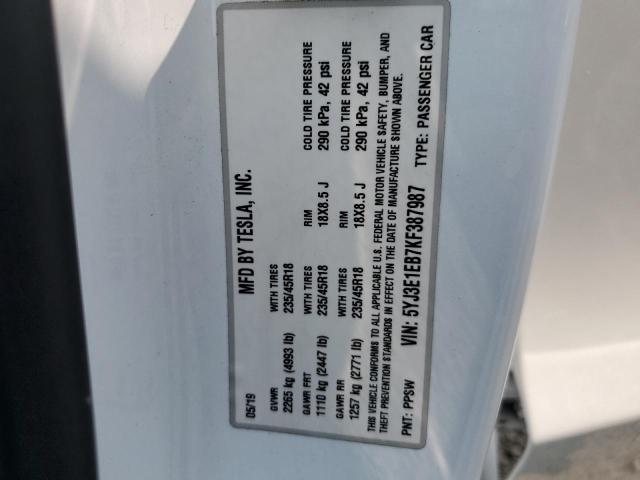 MFD BY TESLA, INC.
05/19
GVWR WITH TIRES RIM COLD TIRE PRESSURE
2265 kg (4993 lb) 235/45R18
GAWR FRT WITH TIRES 18X8.5 J 290 kPa, 42 psi
1110 kg (2447 lb) 235/45R18 RIM COLD TIRE PRESSURE
GAWR RR WITH TIRES
1257 kg (2771 lb) 235/45R18 18X8.5 J 290 kPa, 42 psi
THIS VEHICLE CONFORMS TO ALL APPLICABLE U.S. FEDERAL MOTOR VEHICLE SAFETY, BUMPER, AND
THEFT PREVENTION STANDARDS IN EFFECT ON THE DATE OF MANUFACTURE SHOWN ABOVE.
PNT: PPSW VIN: 5YJ3E1EB7KF387987 TYPE: PASSENGER CAR